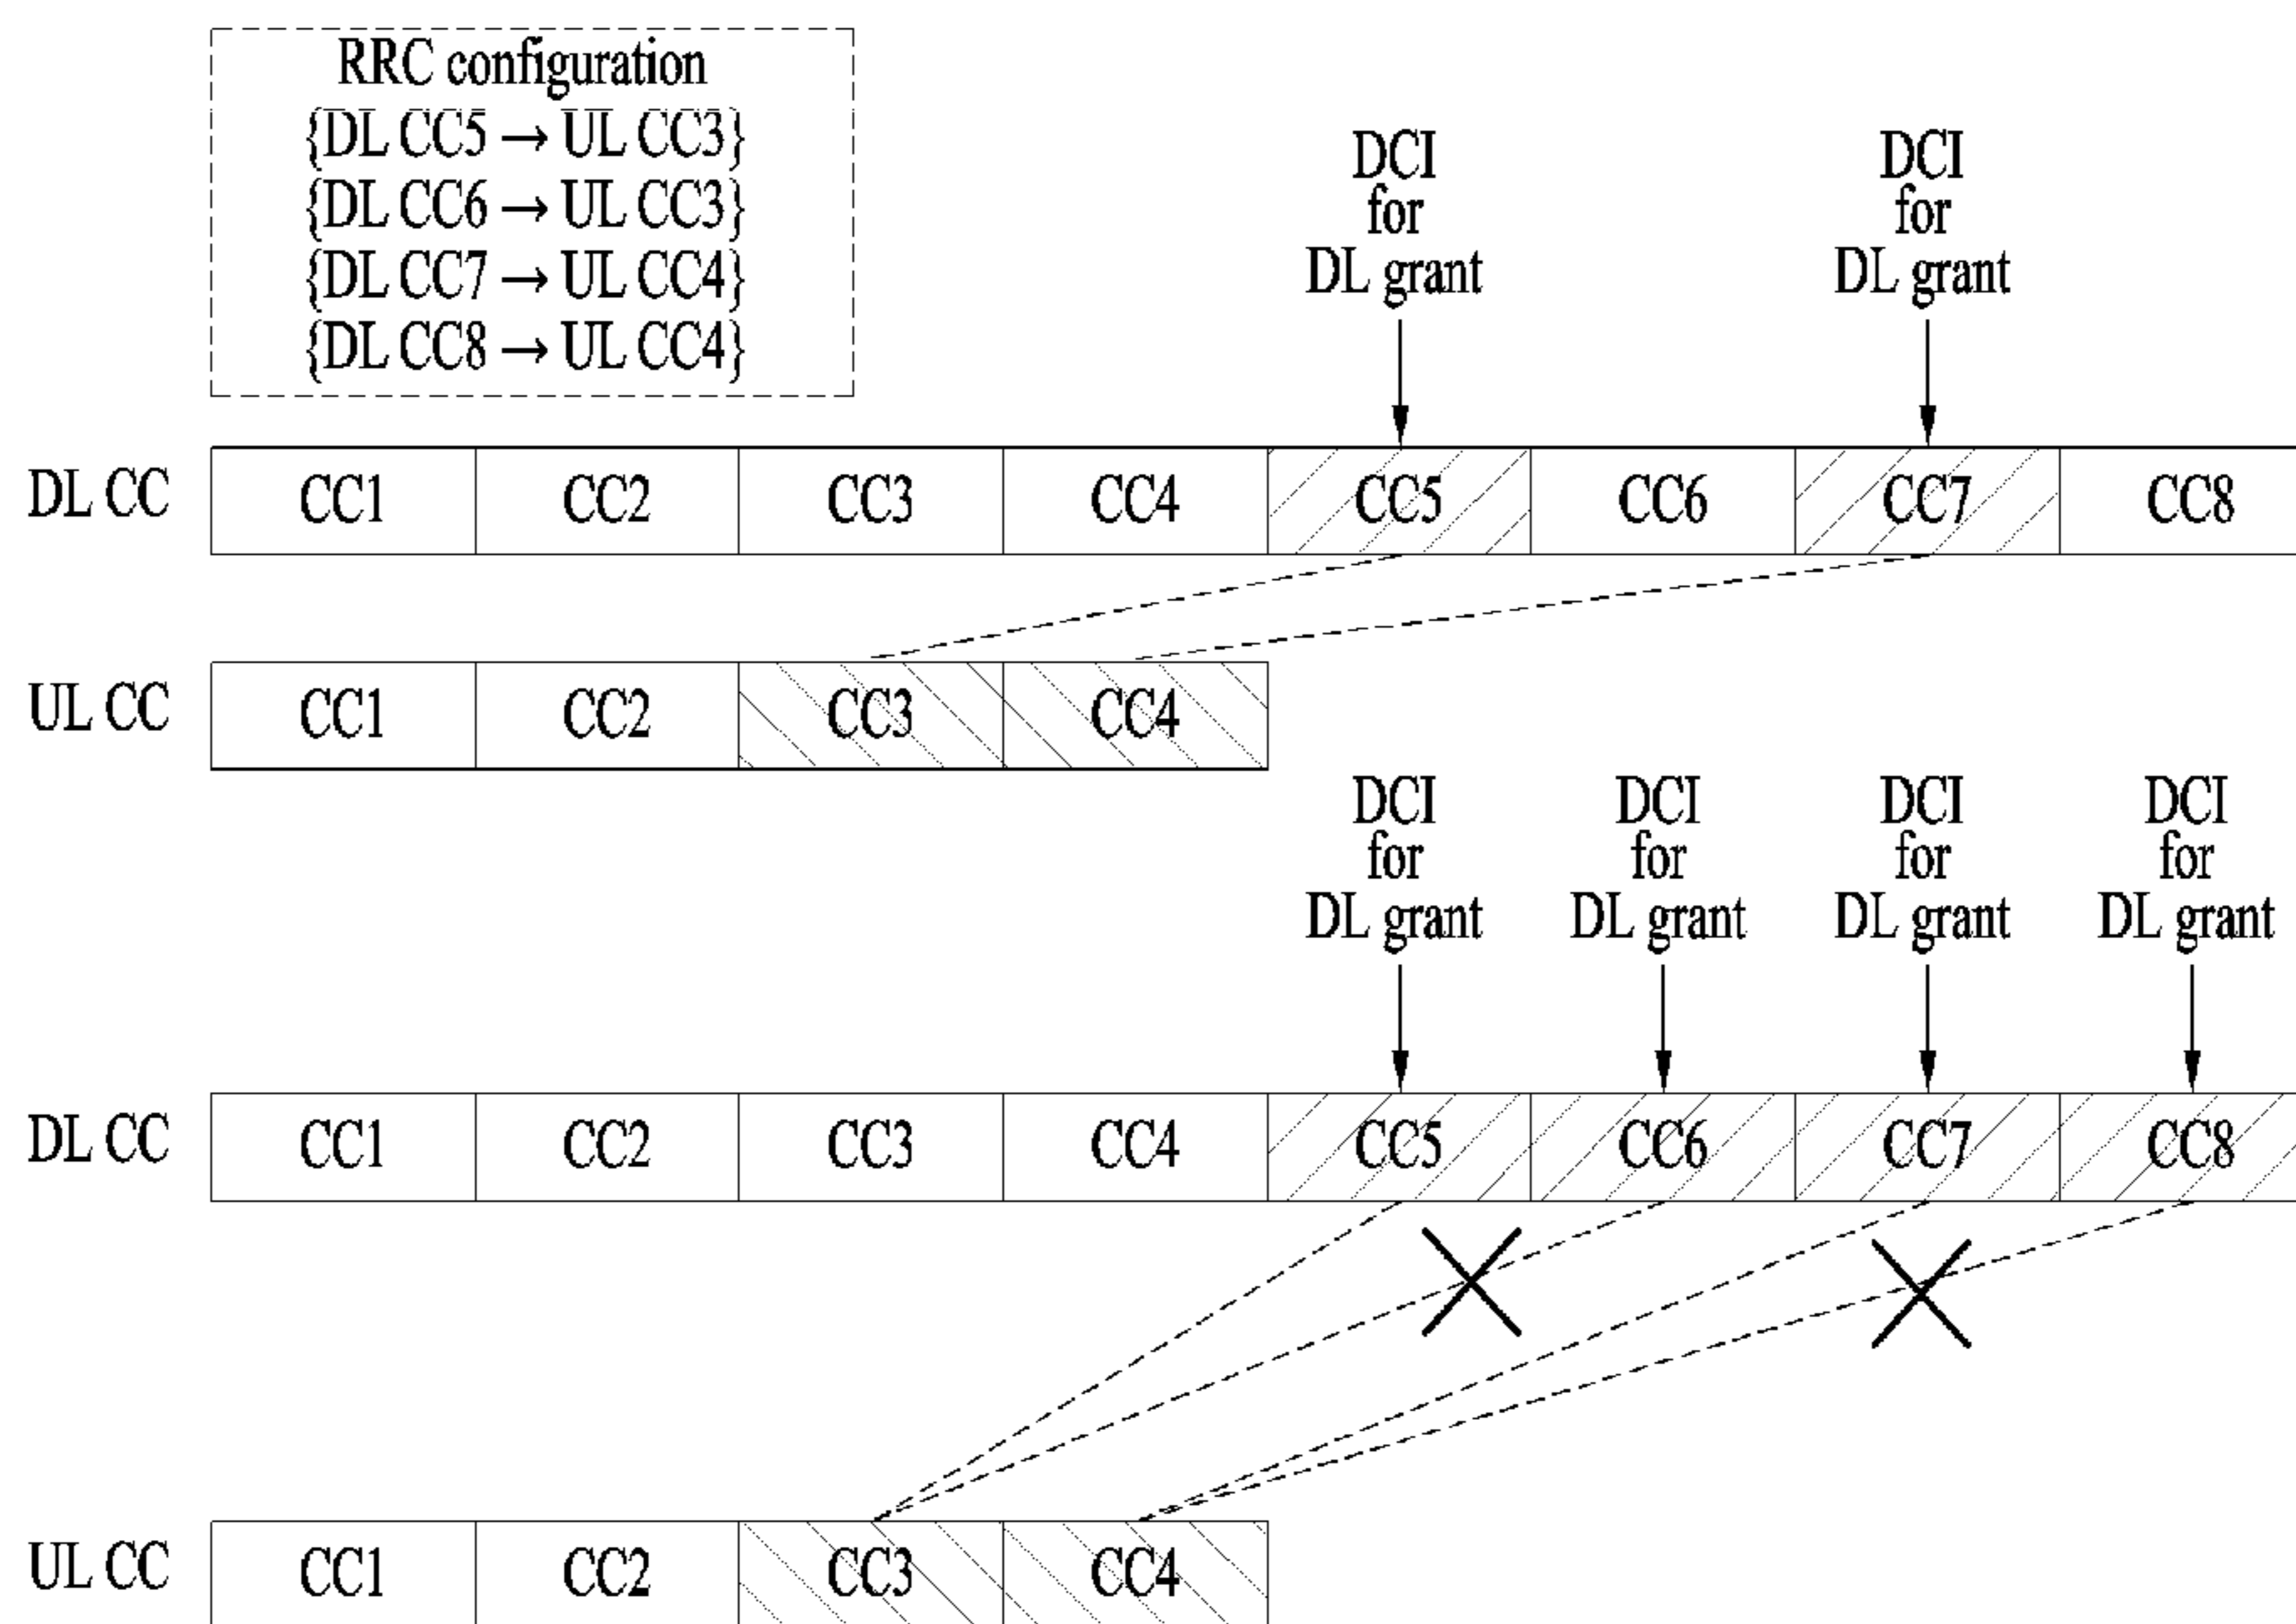 RRC configuration
{DL CC5 → UL CC3}
{DL CC6 → UL CC3}
{DL CC7 → UL CC4}
{DL CC8 → UL CC4}
DCI for DL grant
DCI for DL grant
DL CC CC1 CC2 CC3 CC4 CC5 CC6 CC7 CC8
UL CC CC1 CC2 CC3 CC4
DCI for DL grant
DCI for DL grant
DCI for DL grant
DCI for DL grant
DL CC CC1 CC2 CC3 CC4 CC5 CC6 CC7 CC8
UL CC CC1 CC2 CC3 CC4